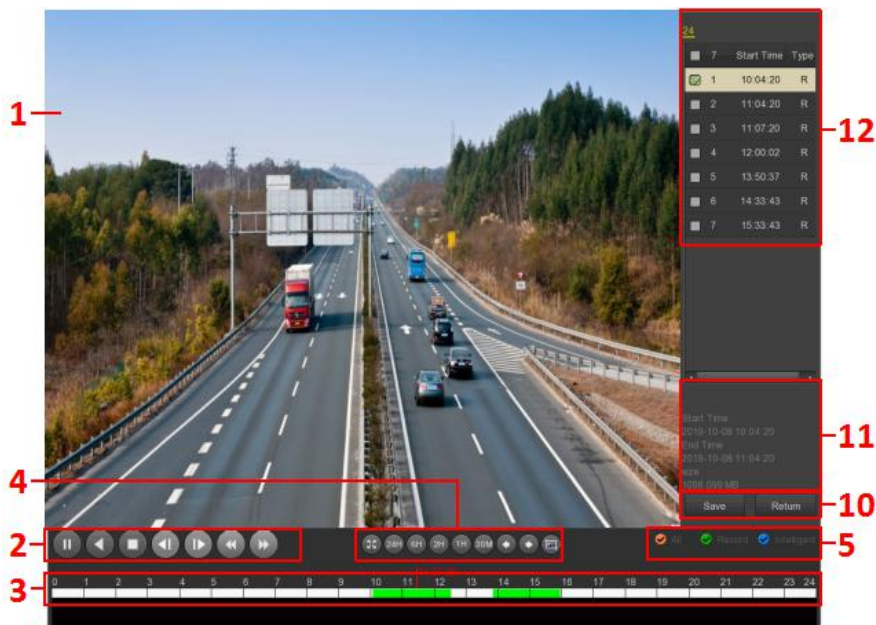 24
7 Start Time Type
1 10:04:20 R
2 11:04:20 R
3 11:07:20 R
4 12:00:02 R
5 13:50:37 R
6 14:33:43 R
7 15:33:43 R
1
12
Start Time
2019-10-08 10:04:20
End Time
2019-10-08 11:04:20
size
MB
11
4
Save Return
10
2
24H 6H 2H 1H 30M
All Record Intelligent
5
3
0 1 2 3 4 5 6 7 8 9 10 11 12 13 14 15 16 17 18 19 20 21 22 23 24